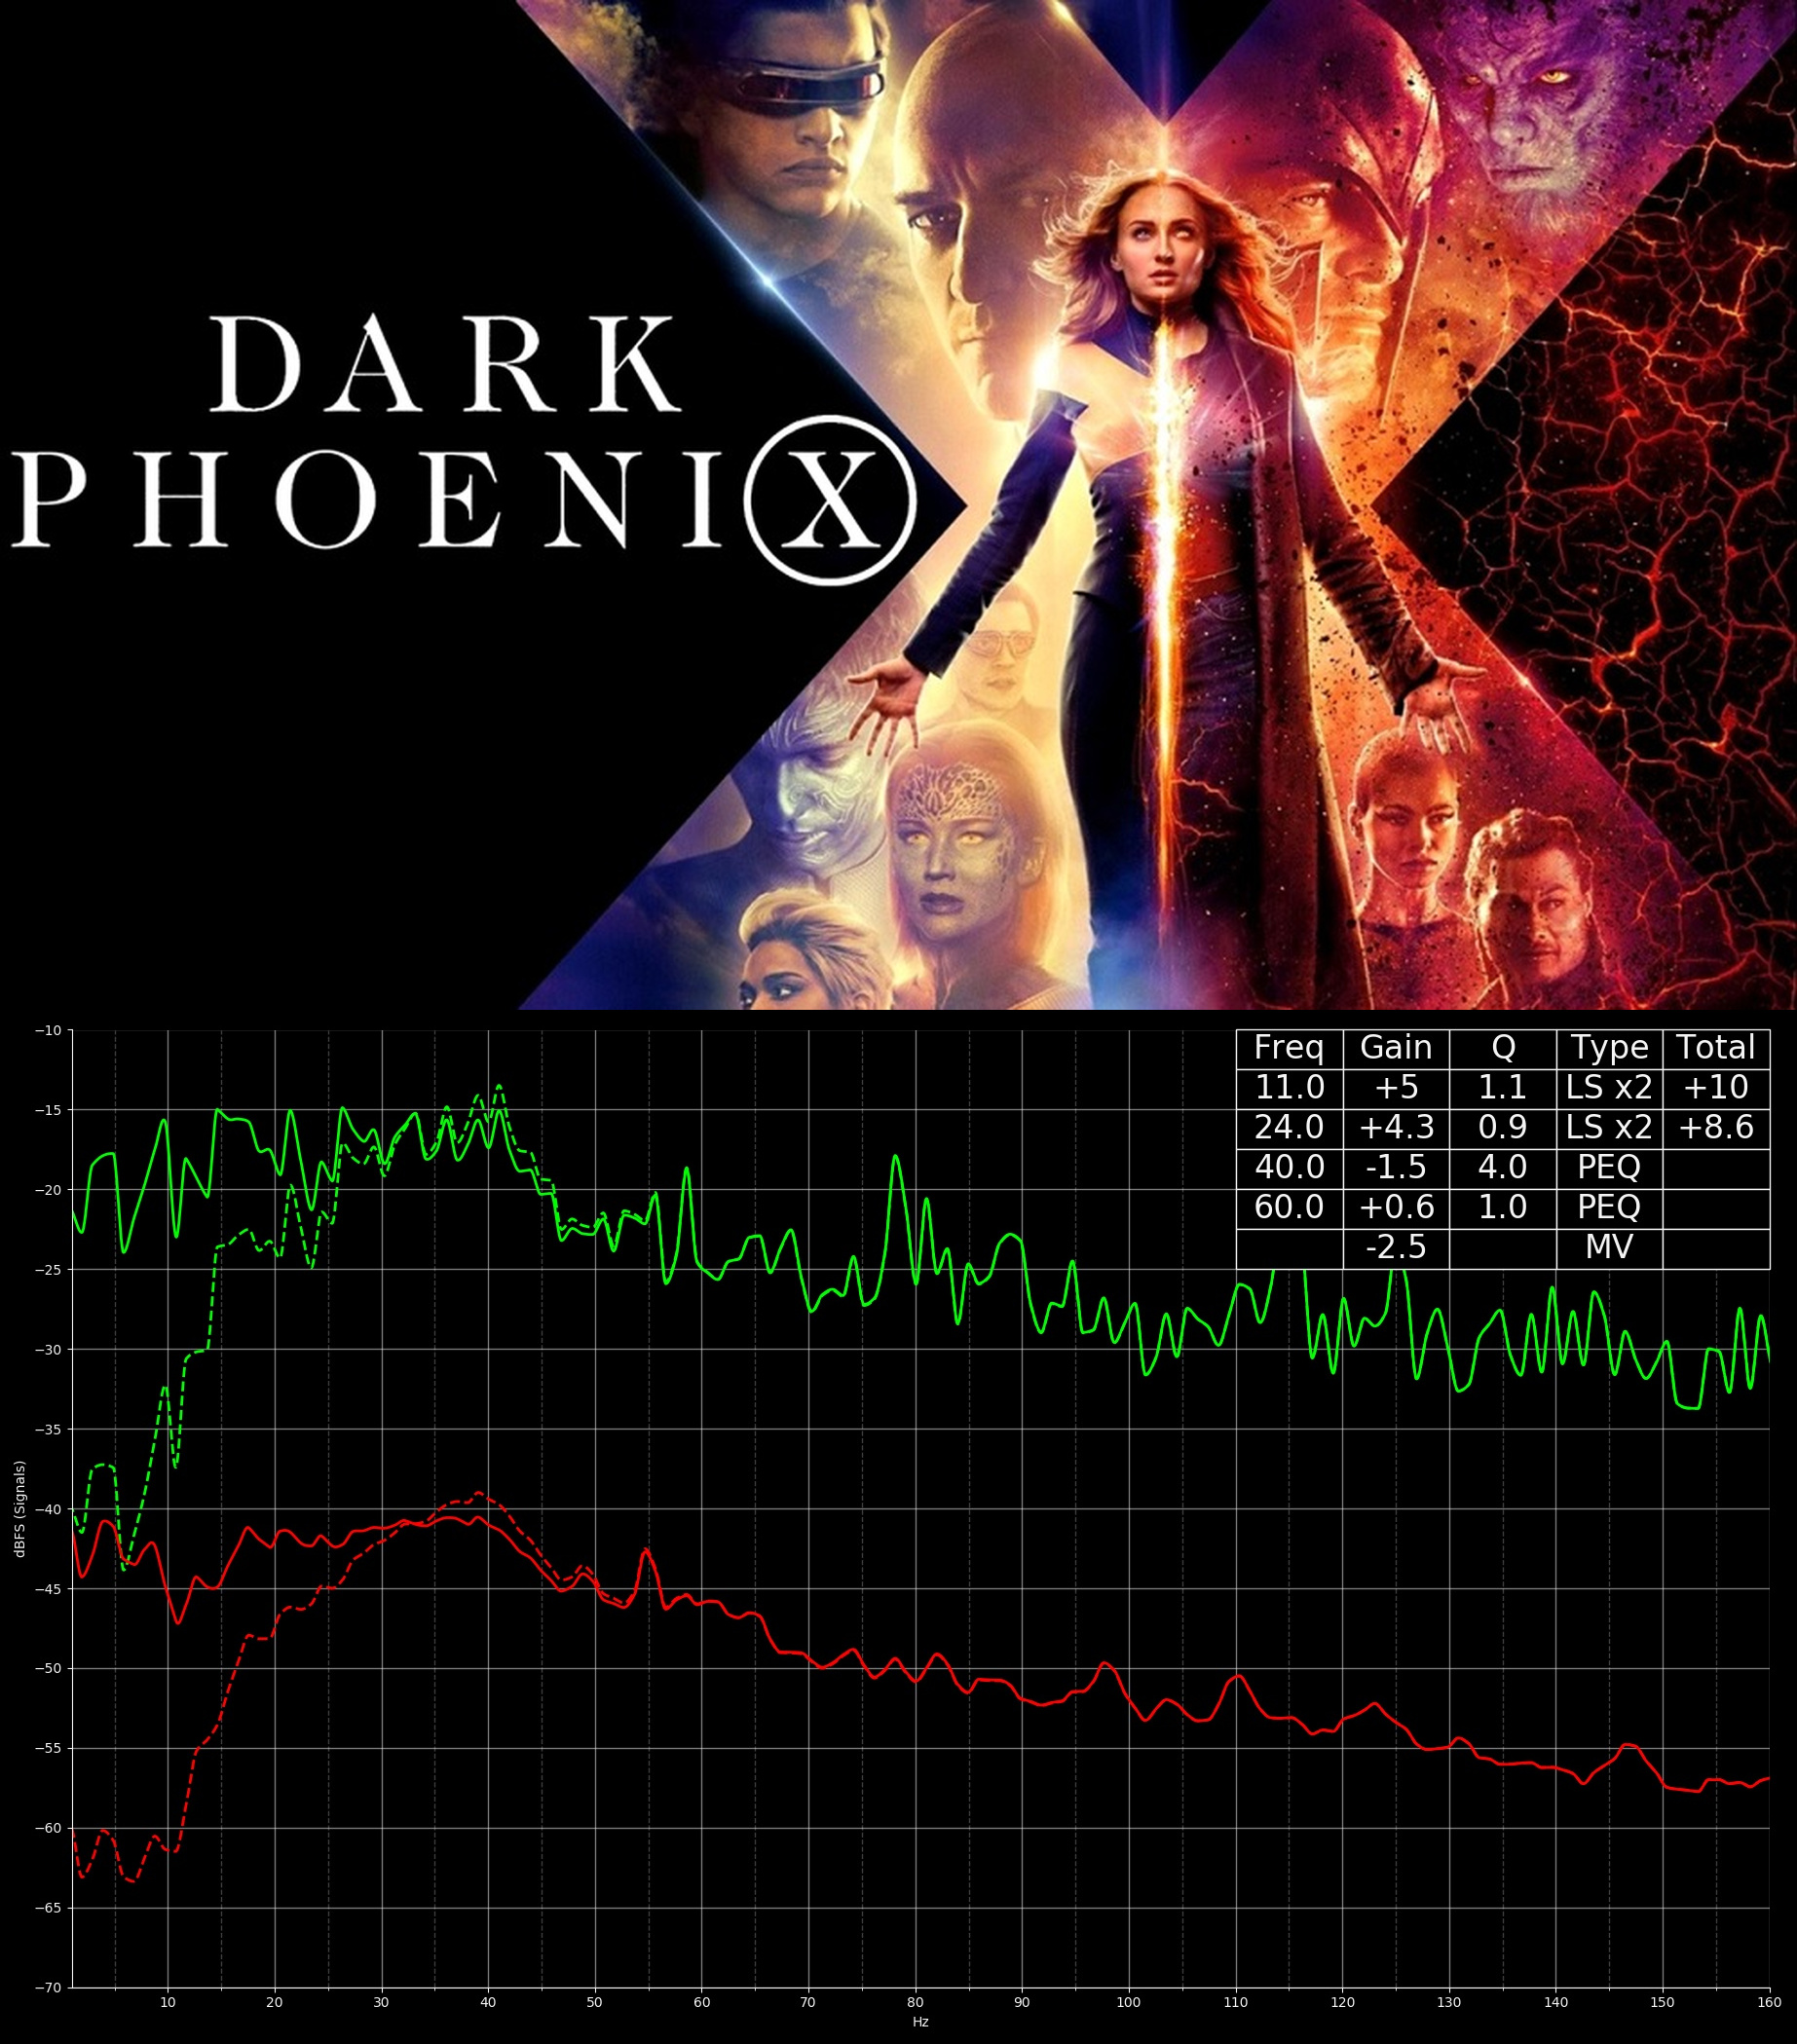 DARK
PHOENIX
Freq Gain Q Type Total
11.0 +5 1.1 LS x2 +10
24.0 +4.3 0.9 LS x2 +8.6
40.0 -1.5 4.0 PEQ
60.0 +0.6 1.0 PEQ
-2.5 MV
−10
−15
−20
−25
−30
−35
−40
−45
−50
−55
−60
−65
−70
dBFS (Signals)
10 20 30 40 50 60 70 80 90 100 110 120 130 140 150 160
Hz